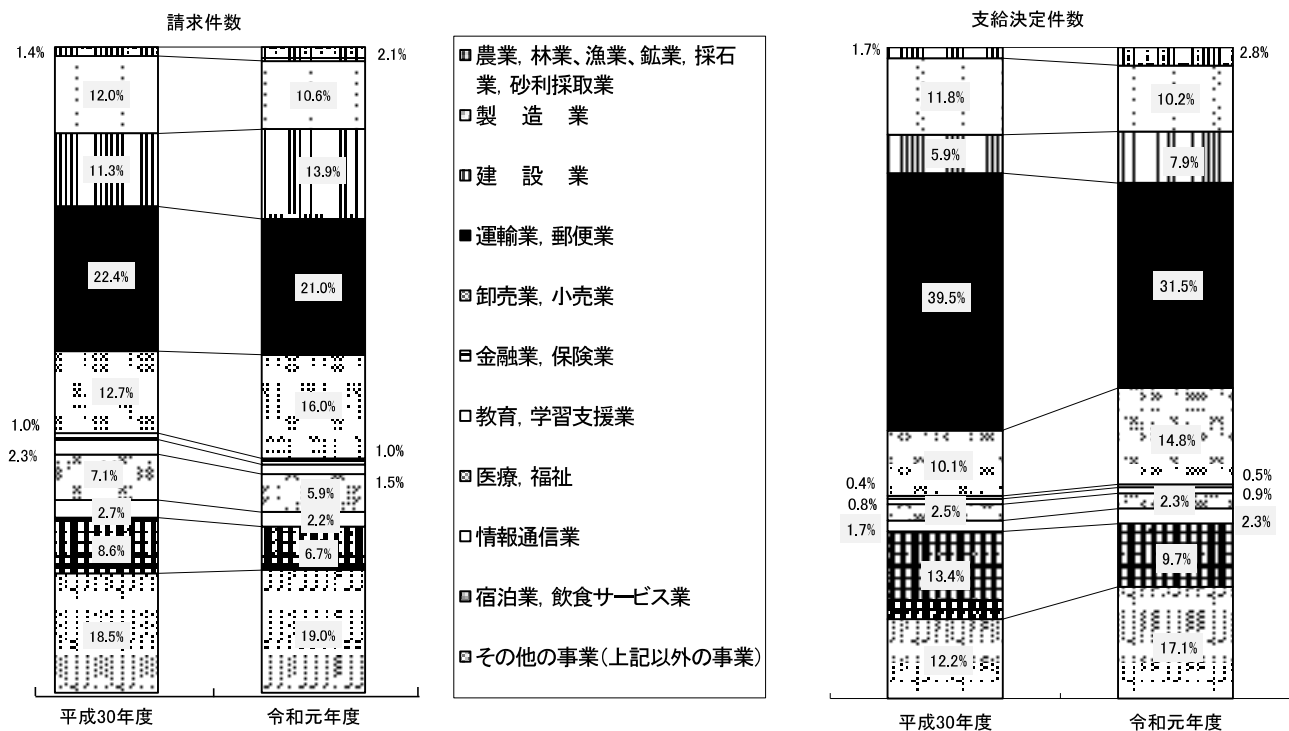 請求件数
1.4%
12.0%
11.3%
22.4%
12.7%
1.0%
2.3%
7.1%
2.7%
8.6%
18.5%
平成30年度
2.1%
10.6%
13.9%
21.0%
16.0%
1.0%
1.5%
5.9%
2.2%
6.7%
19.0%
令和元年度
農業, 林業、漁業、鉱業, 採石
業, 砂利採取業
製　造　業
建　設　業
運輸業, 郵便業
卸売業, 小売業
金融業, 保険業
教育, 学習支援業
医療, 福祉
情報通信業
宿泊業, 飲食サービス業
その他の事業(上記以外の事業)
支給決定件数
1.7%
11.8%
5.9%
39.5%
10.1%
0.4%
0.8%
2.5%
1.7%
13.4%
12.2%
平成30年度
2.8%
10.2%
7.9%
31.5%
14.8%
0.5%
0.9%
2.3%
2.3%
9.7%
17.1%
令和元年度